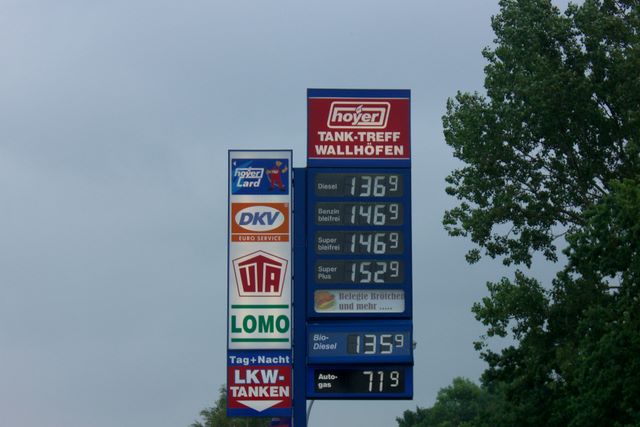 hoyer
TANK-TREFF
WALLHÖFEN
Diesel 136⁹
Benzin bleifrei 146⁹
Super bleifrei 146⁹
Super Plus 152⁹
Belegte Brötchen
und mehr .....
Bio-Diesel 135⁹
Auto-gas 71⁹
hoyer
Card
DKV
EURO SERVICE
UTA
LOMO
Tag+Nacht
LKW-
TANKEN